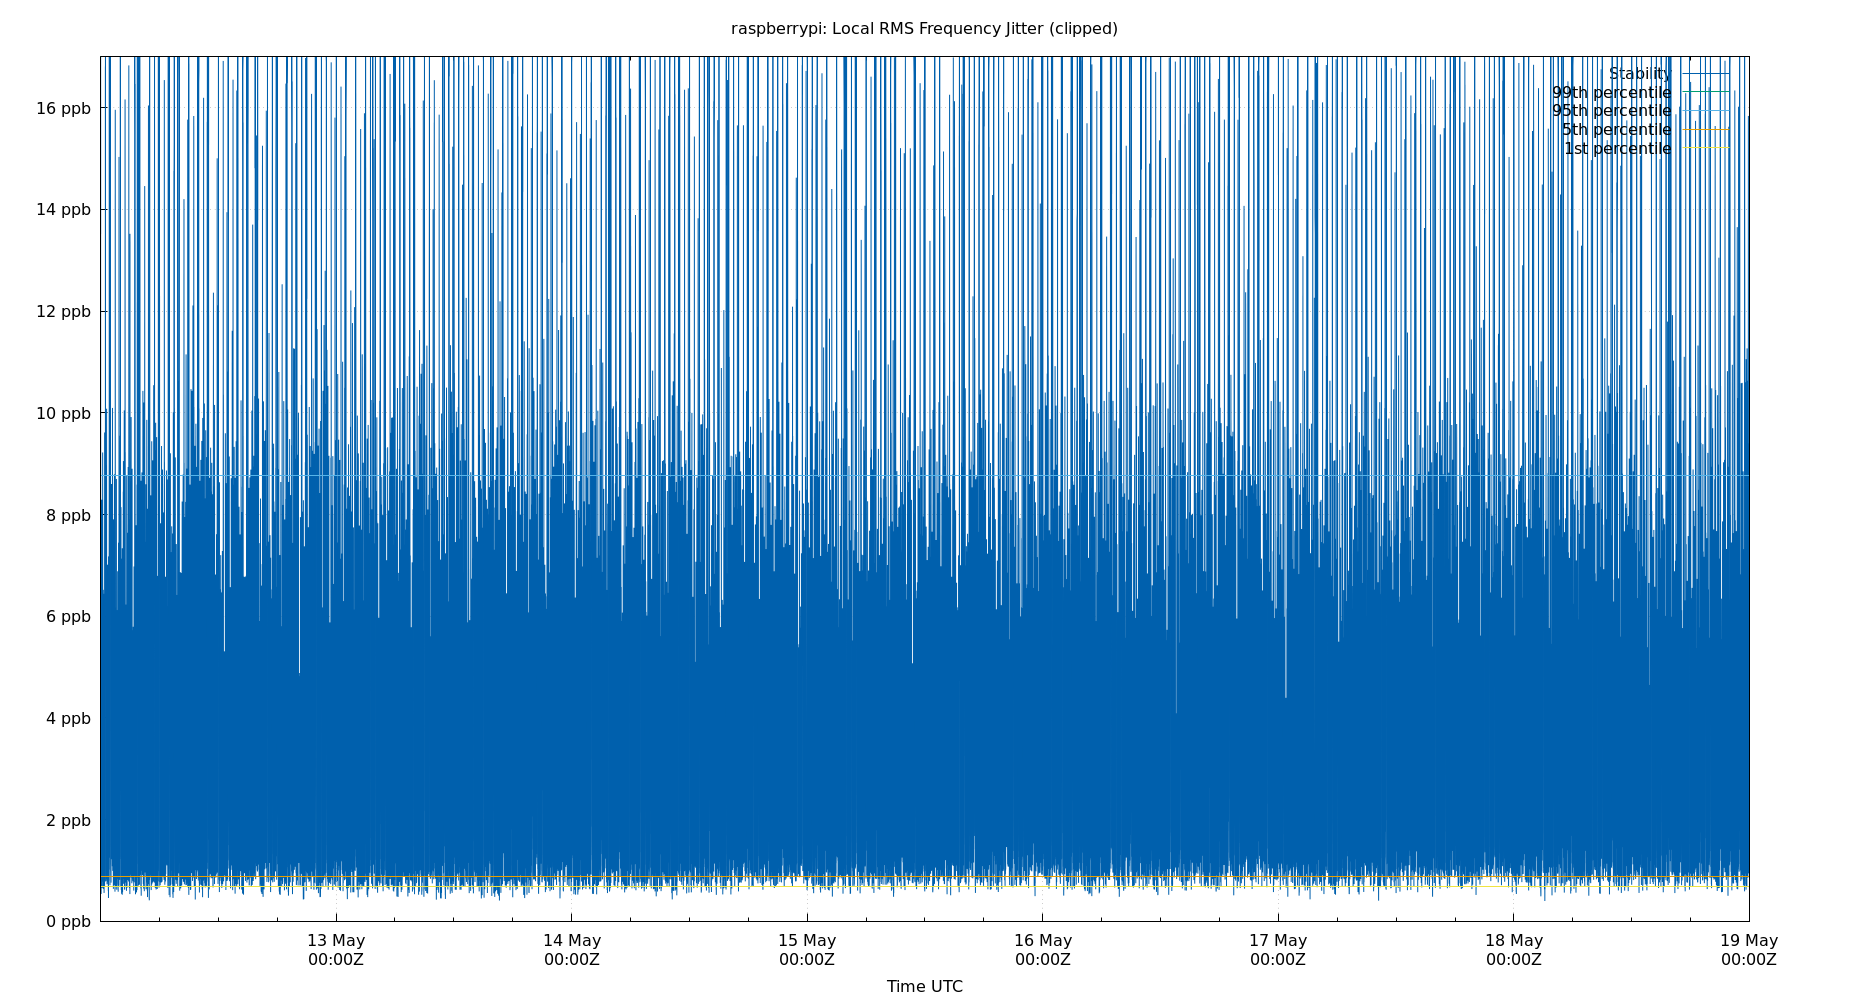 raspberrypi: Local RMS Frequency Jitter (clipped)
Stability
99th percentile
95th percentile
5th percentile
1st percentile
16 ppb
14 ppb
12 ppb
10 ppb
8 ppb
6 ppb
4 ppb
2 ppb
0 ppb
13 May 14 May 15 May 16 May 17 May 18 May 19 May
00:00Z 00:00Z 00:00Z 00:00Z 00:00Z 00:00Z 00:00Z
Time UTC